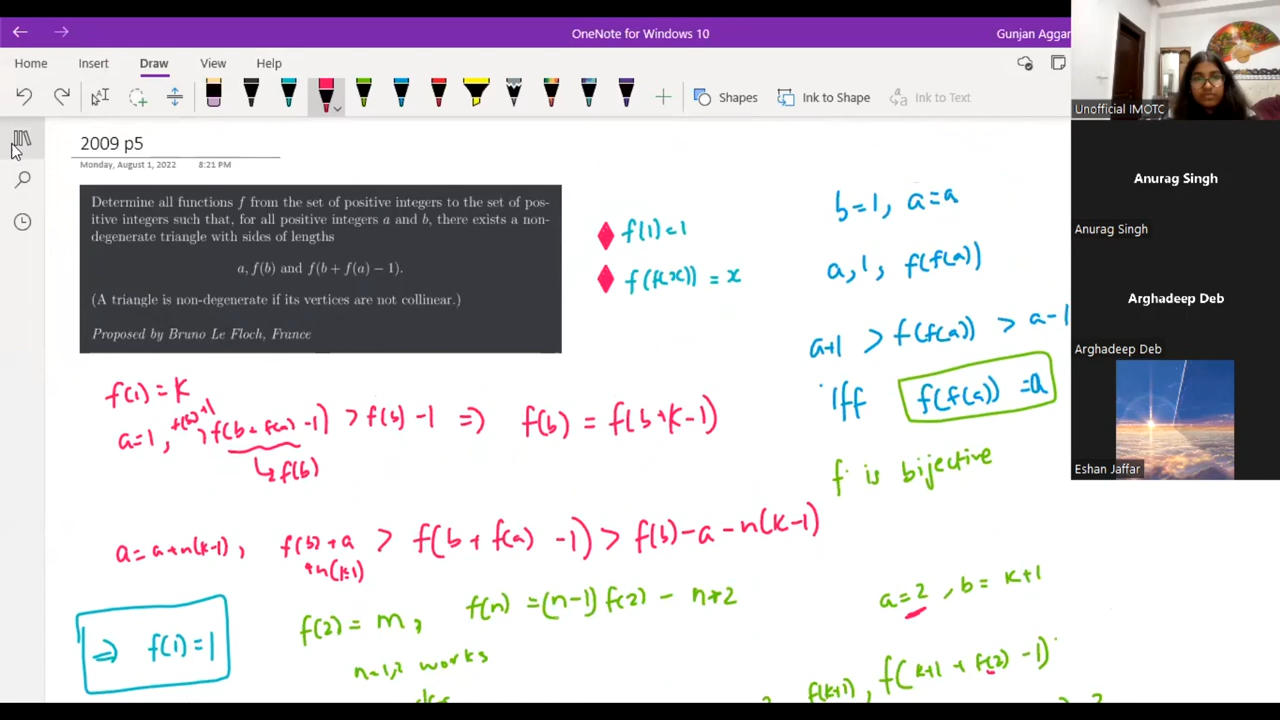 OneNote for Windows 10
Gunjan Aggar
Home Insert Draw View Help
Shapes Ink to Shape Ink to Text
2009 p5
Monday, August 1, 2022 8:21 PM
Determine all functions f from the set of positive integers to the set of pos-
itive integers such that, for all positive integers a and b, there exists a non-
degenerate triangle with sides of lengths
a, f(b) and f(b + f(a) − 1).
(A triangle is non-degenerate if its vertices are not collinear.)
Proposed by Bruno Le Floch, France
f(1)=1
f(f(x)) = x
b=1, a=a
a, 1, f(f(a))
a+1 > f(f(a)) > a-1
iff f(f(a)) =a
f is bijective
f(1) = k
a=1, f(b)+1 > f(b+f(a)-1) > f(b)-1 ⇒ f(b) = f(b+k-1)
↳ f(b)
a=a+n(k-1), f(b)+a > f(b+f(a)-1) > f(b)-a-n(k-1)
+n(k-1)
⇒ f(1)=1
f(2)=m, f(n)=(n-1)f(2)-n+2
n=1,2 works
a=2, b=k+1
f(k+1), f(k+1+f(2)-1)
Unofficial IMOTC
Anurag Singh
Anurag Singh
Arghadeep Deb
Arghadeep Deb
Eshan Jaffar